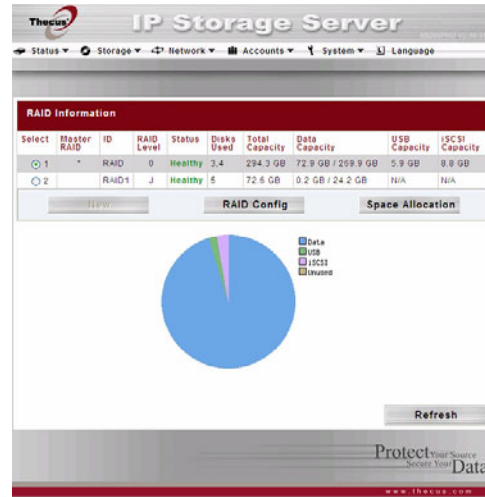 Thecus
IP Storage Server
Status Storage Network Accounts System Language
RAID Information
Select Master RAID ID RAID Level Status Disks Used Total Capacity Data Capacity USB Capacity iSCSI Capacity
1 * RAID 0 Healthy 3,4 294.3 GB 72.9 GB / 269.9 GB 5.9 GB 8.8 GB
2 RAID1 J Healthy 5 72.6 GB 0.2 GB / 24.2 GB N/A N/A
New RAID Config Space Allocation
Data
USB
iSCSI
Unused
Refresh
Protect Your Source
Secure Your Data
www.thecus.com